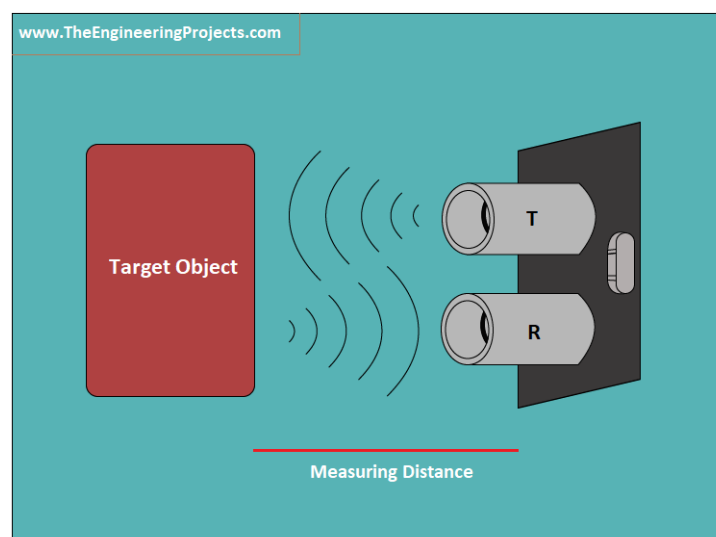 www.TheEngineeringProjects.com
T
Target Object
R
Measuring Distance